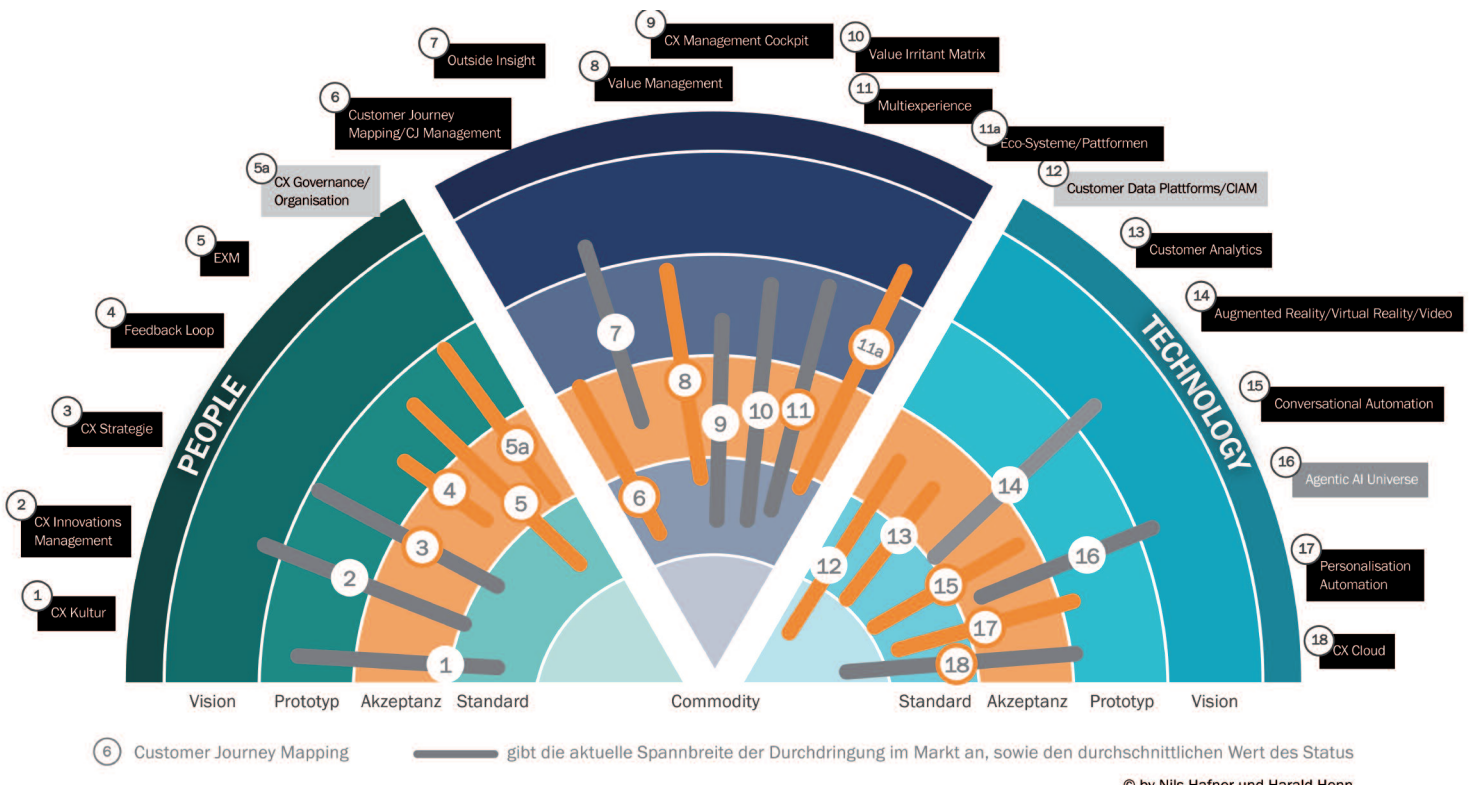 9
CX Management Cockpit
10
Value Irritant Matrix
7
Outside Insight
8
Value Management
11
Multiexperience
6
Customer Journey
Mapping/CJ Management
11a
Eco-Systeme/Pattformen
5a
CX Governance/
Organisation
12
Customer Data Plattforms/CIAM
5
EXM
13
Customer Analytics
4
Feedback Loop
14
Augmented Reality/Virtual Reality/Video
3
CX Strategie
15
Conversational Automation
2
CX Innovations
Management
16
Agentic AI Universe
1
CX Kultur
17
Personalisation
Automation
18
CX Cloud
PEOPLE
TECHNOLOGY
7
11a
8
11
10
9
5a
4
6
5
14
13
3
16
12
2
15
17
1
18
Vision
Prototyp
Akzeptanz
Standard
Commodity
Standard
Akzeptanz
Prototyp
Vision
6
Customer Journey Mapping
gibt die aktuelle Spannbreite der Durchdringung im Markt an, sowie den durchschnittlichen Wert des Status
© by Nils Hafner und Harald Henn